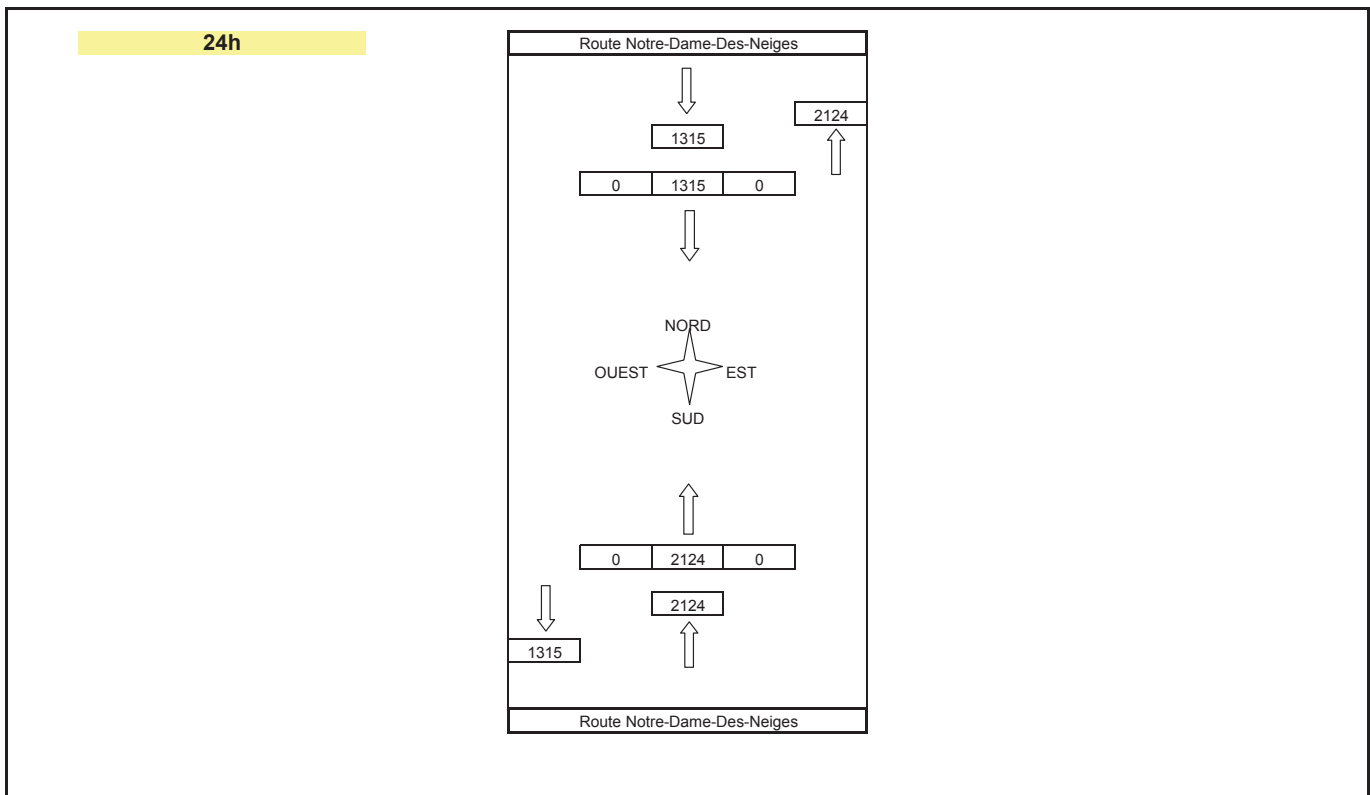 24h
Route Notre-Dame-Des-Neiges
2124
1315
0 1315 0
NORD
OUEST EST
SUD
0 2124 0
2124
1315
Route Notre-Dame-Des-Neiges